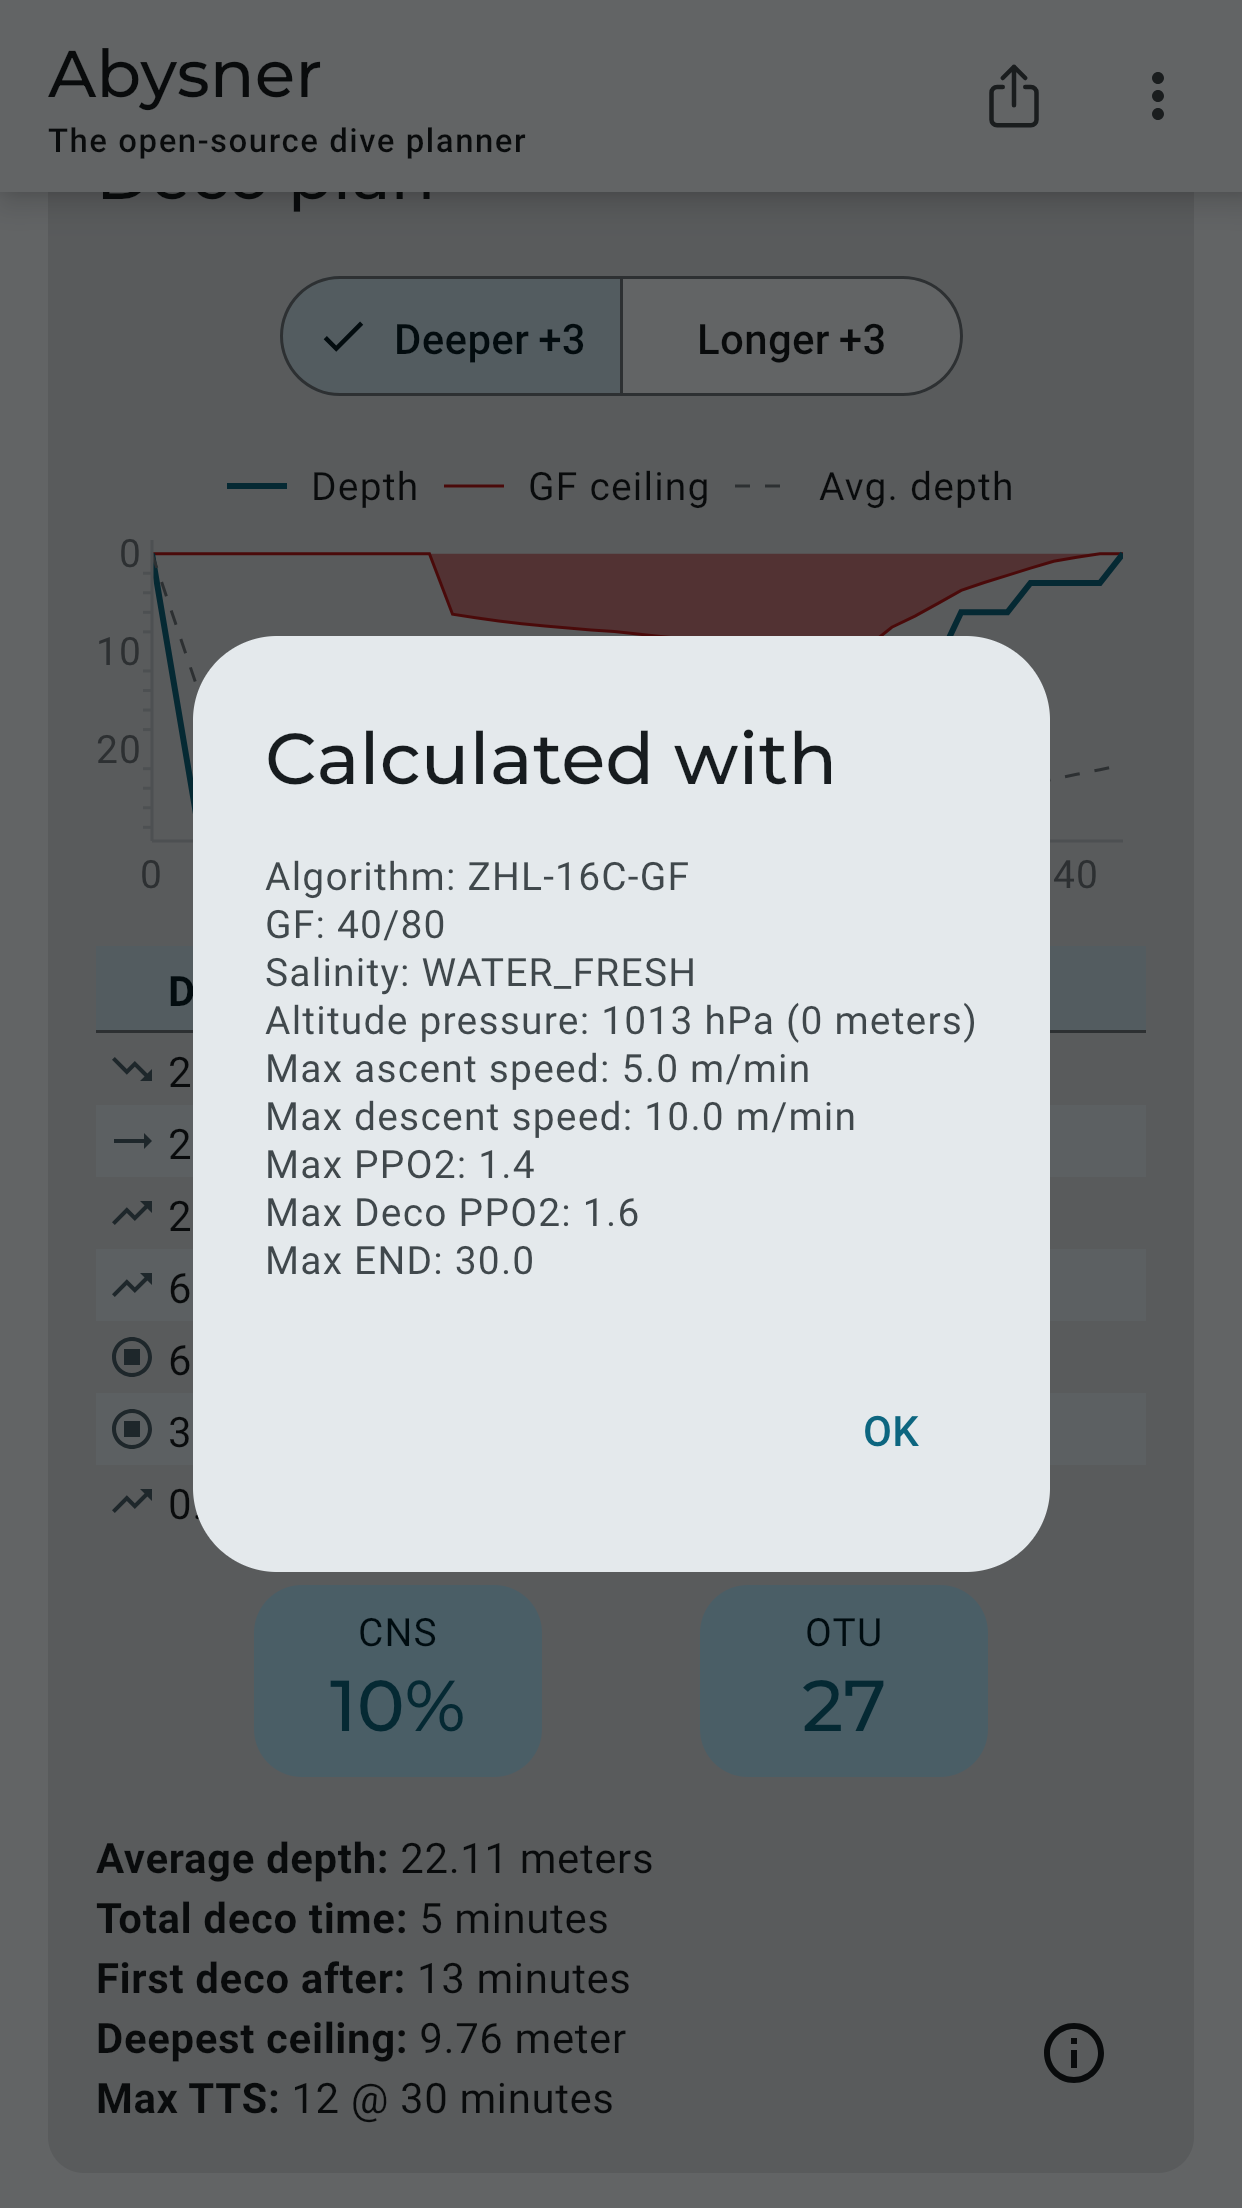 Abysner
The open-source dive planner
Deco plan
Deeper +3
Longer +3
Depth
GF ceiling
Avg. depth
0
10
20
0
40
D
2
2
2
6
6
3
0.
Calculated with
Algorithm: ZHL-16C-GF
GF: 40/80
Salinity: WATER_FRESH
Altitude pressure: 1013 hPa (0 meters)
Max ascent speed: 5.0 m/min
Max descent speed: 10.0 m/min
Max PPO2: 1.4
Max Deco PPO2: 1.6
Max END: 30.0
OK
CNS
10%
OTU
27
Average depth: 22.11 meters
Total deco time: 5 minutes
First deco after: 13 minutes
Deepest ceiling: 9.76 meter
Max TTS: 12 @ 30 minutes